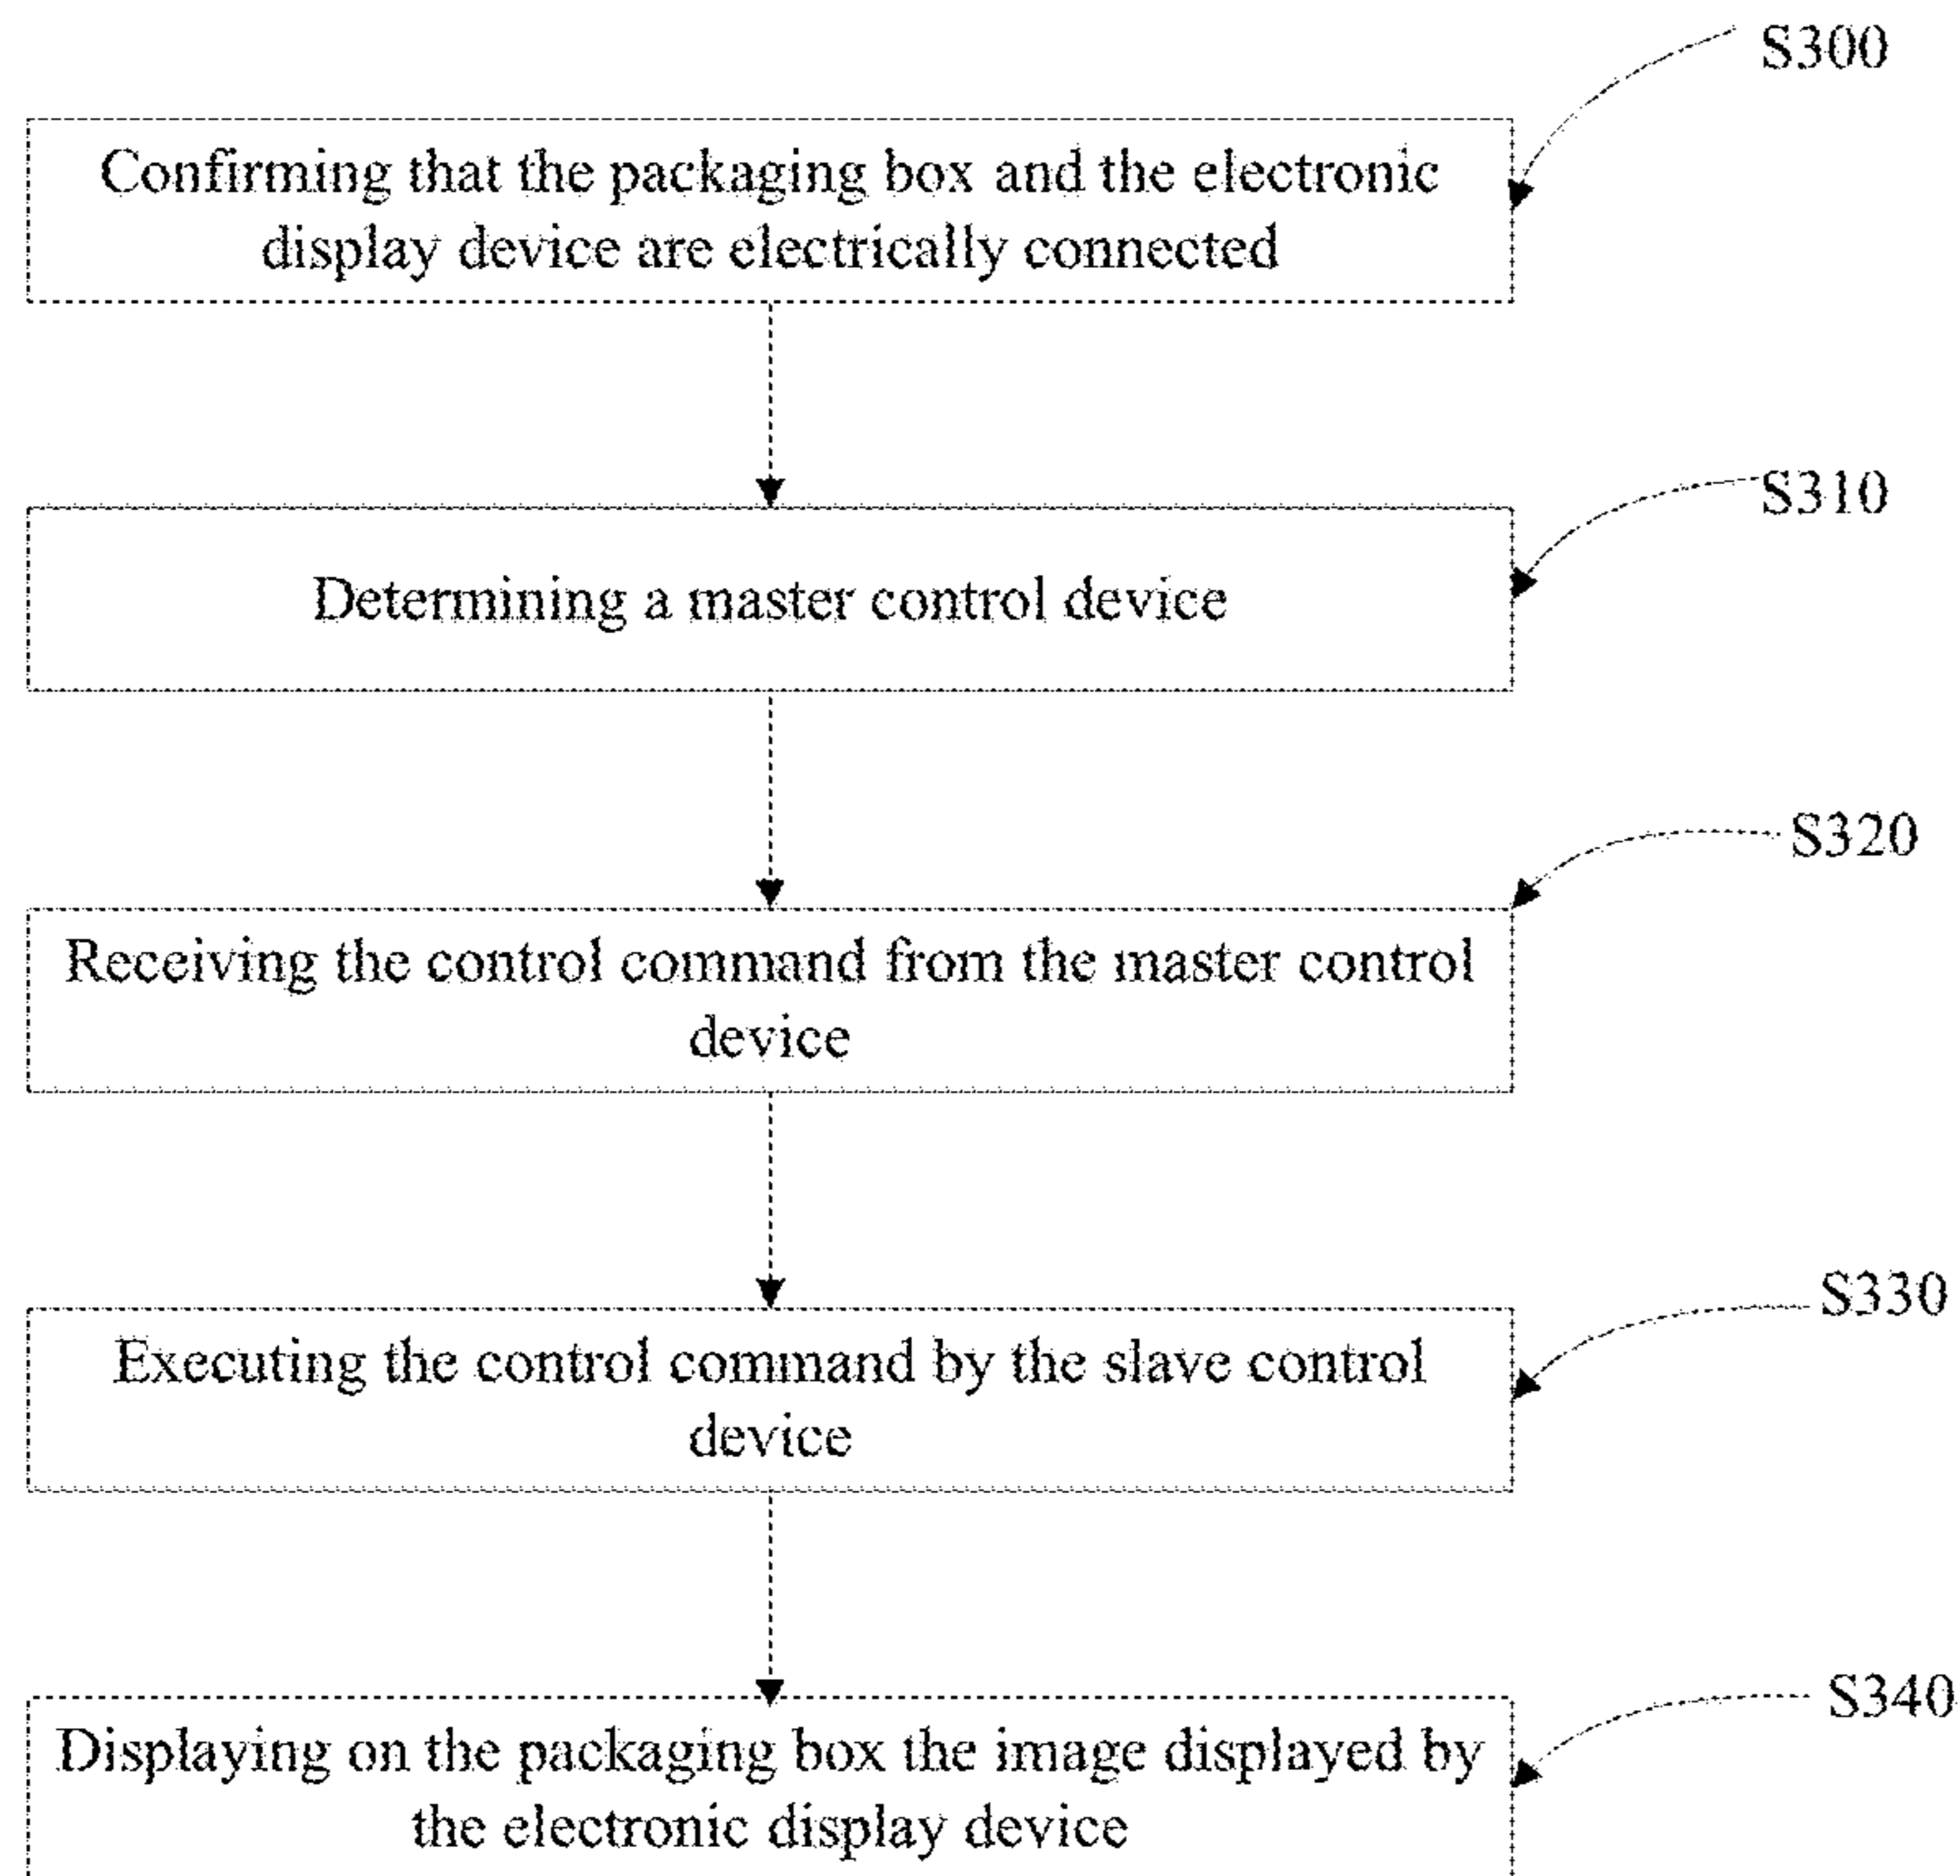 S300
Confirming that the packaging box and the electronic
display device are electrically connected
S310
Determining a master control device
S320
Receiving the control command from the master control
device
S330
Executing the control command by the slave control
device
S340
Displaying on the packaging box the image displayed by
the electronic display device